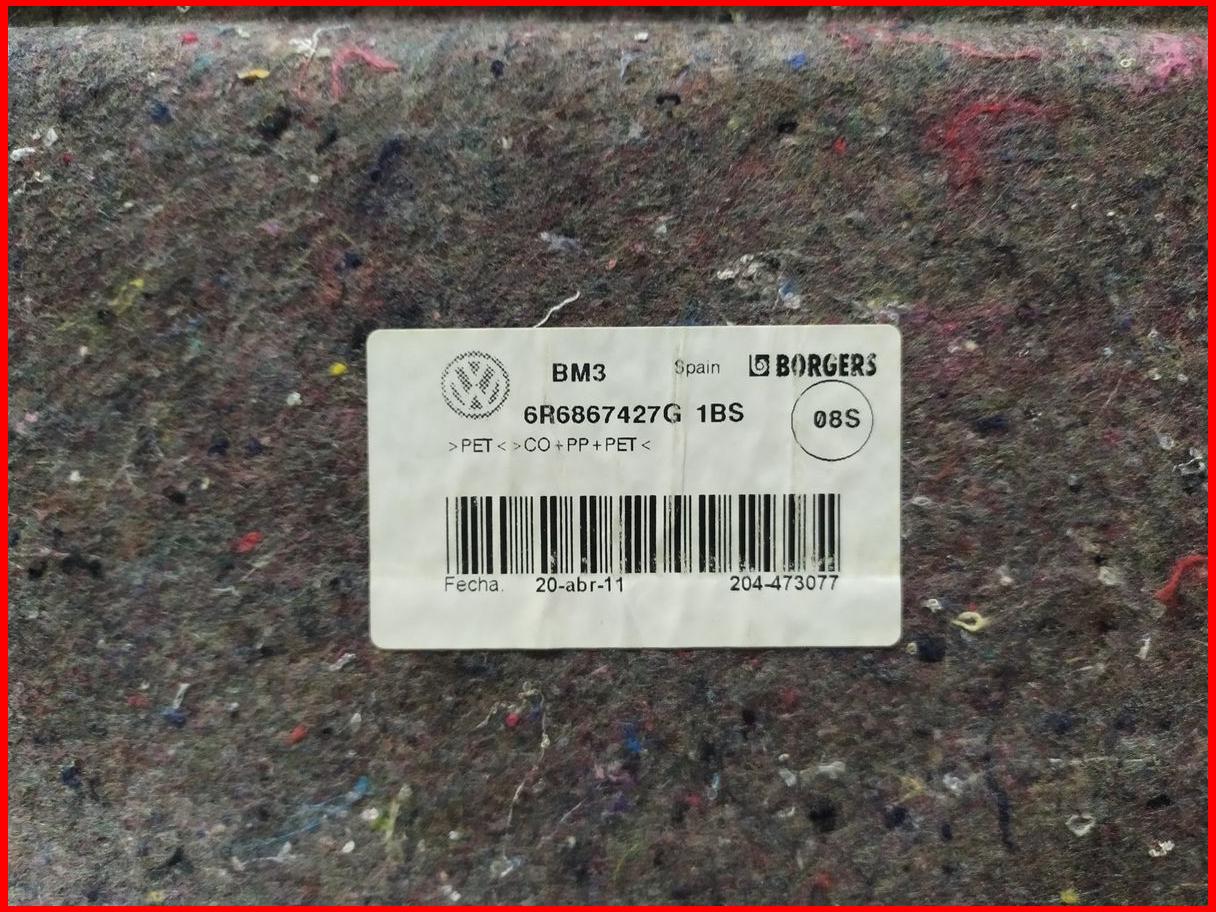 BM3 Spain BORGERS
6R6867427G 1BS 08S
>PET< >CO+PP+PET<
Fecha. 20-abr-11 204-473077